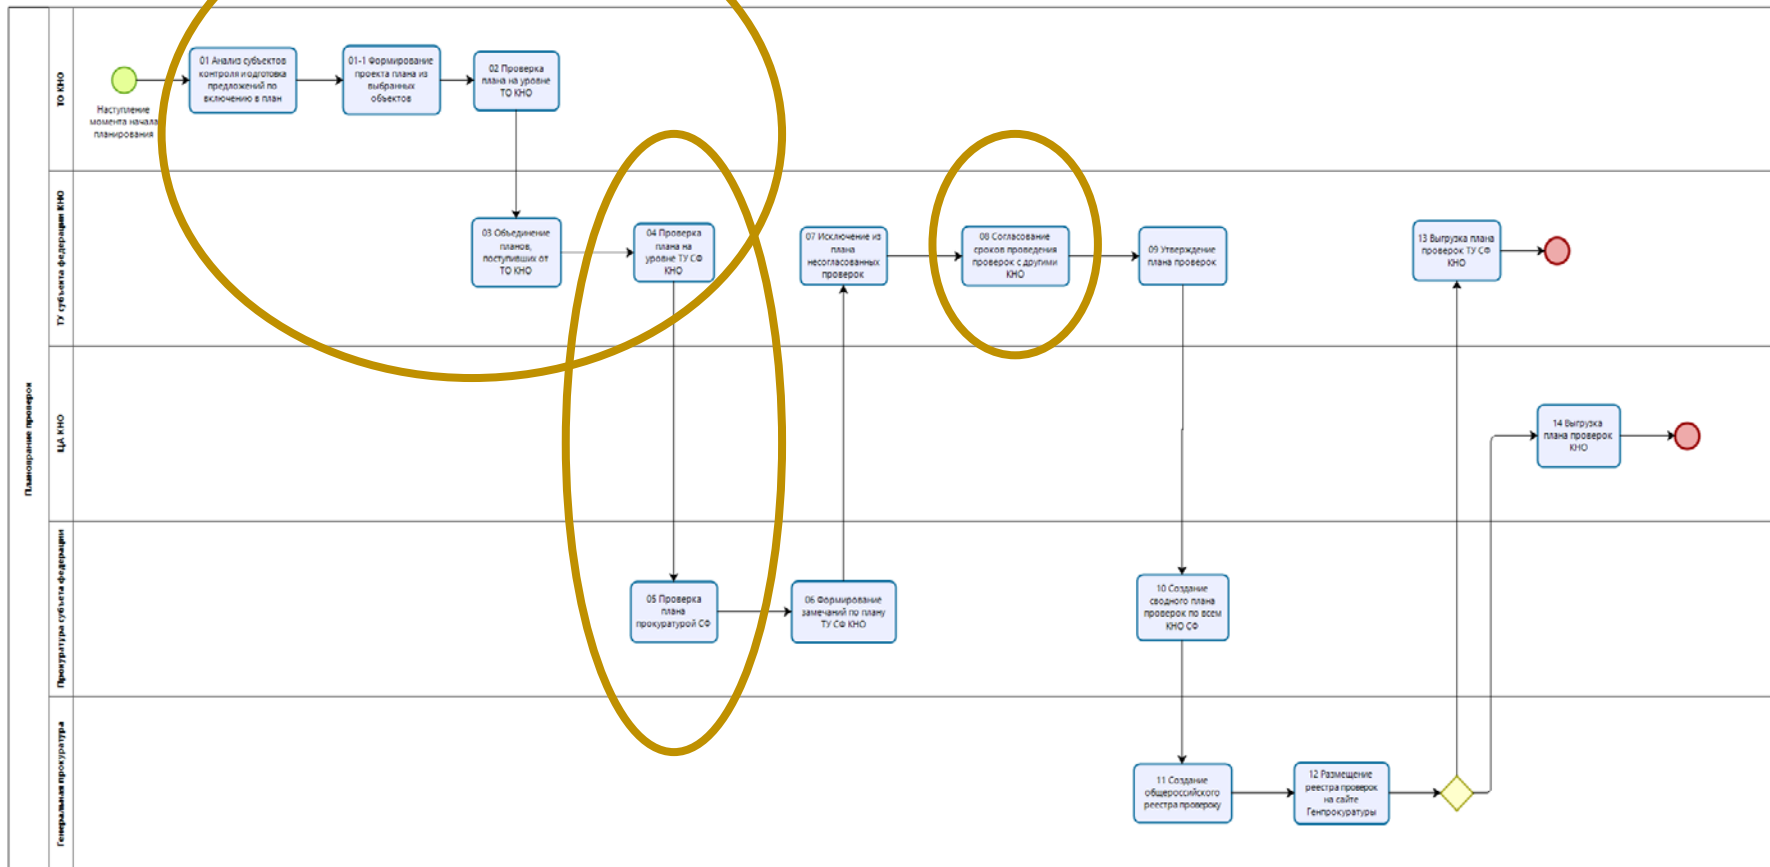 Планирование проверок
ТО КНО
Наступление
момента начала
планирования
01 Анализ субъектов
контроля иодготовка
предложений по
включению в план
01-1 Формирование
проекта плана из
выбранных
объектов
02 Проверка
плана на уровне
ТО КНО
ТУ субъекта федерации КНО
03 Объединение
планов,
поступивших от
ТО КНО
04 Проверка
плана на
уровне ТУ СФ
КНО
07 Исключение из
плана
несогласованных
проверок
08 Согласование
сроков проведения
проверок с другими
КНО
09 Утверждение
плана проверок
13 Выгрузка плана
проверок ТУ СФ
КНО
ЦА КНО
14 Выгрузка
плана проверок
КНО
Прокуратура субъета федерации
05 Проверка
плана
прокуратурой СФ
06 Формирование
замечаний по плану
ТУ СФ КНО
10 Создание
сводного плана
проверок по всем
КНО СФ
Генеральная прокуратура
11 Создание
общероссийского
реестра провероку
12 Размещение
реестра проверок
на сайте
Генпрокуратуры